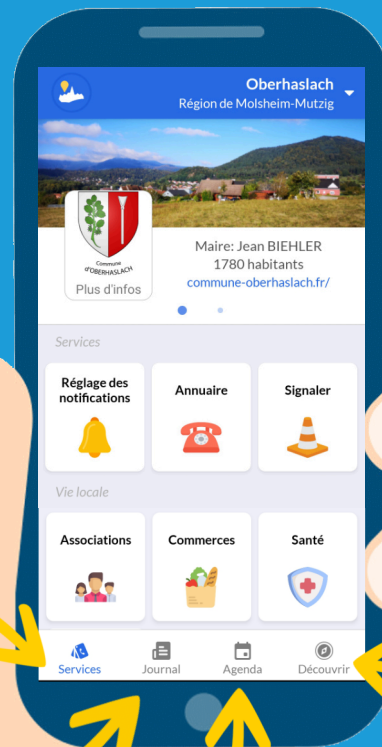 Oberhaslach
Région de Molsheim-Mutzig
Commune
d'OBERHASLACH
Plus d'infos
Maire: Jean BIEHLER
1780 habitants
commune-oberhaslach.fr/
Services
Réglage des
notifications
Annuaire
Signaler
Vie locale
Associations
Commerces
Santé
Services
Journal
Agenda
Découvrir